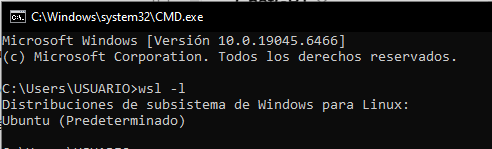 C:\Windows\system32\CMD.exe
Microsoft Windows [Versión 10.0.19045.6466]
(c) Microsoft Corporation. Todos los derechos reservados.
C:\Users\USUARIO>wsl -l
Distribuciones de subsistema de Windows para Linux:
Ubuntu (Predeterminado)